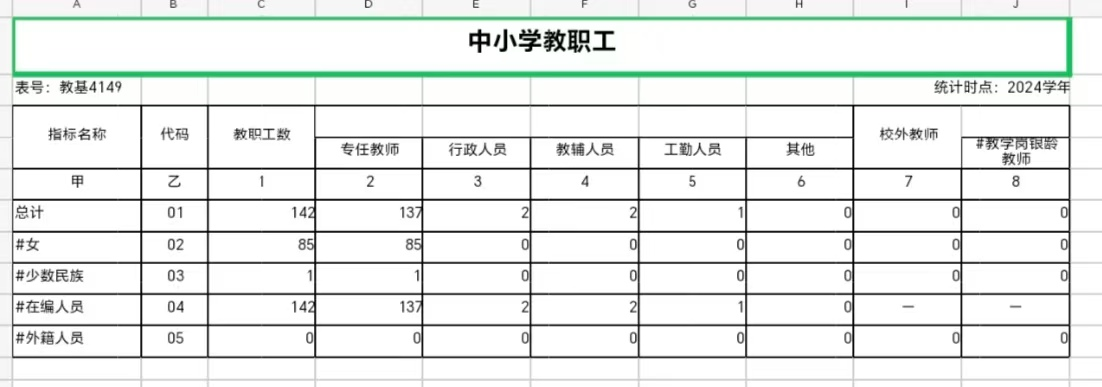 A B C D E F G H I J
中小学教职工
表号：教基4149 统计时点：2024学年
指标名称 代码 教职工数 专任教师 行政人员 教辅人员 工勤人员 其他 校外教师 #教学岗银龄
教师
甲 乙 1 2 3 4 5 6 7 8
总计 01 142 137 2 2 1 0 0 0
#女 02 85 85 0 0 0 0 0 0
#少数民族 03 1 1 0 0 0 0 0 0
#在编人员 04 142 137 2 2 1 0 — —
#外籍人员 05 0 0 0 0 0 0 0 0